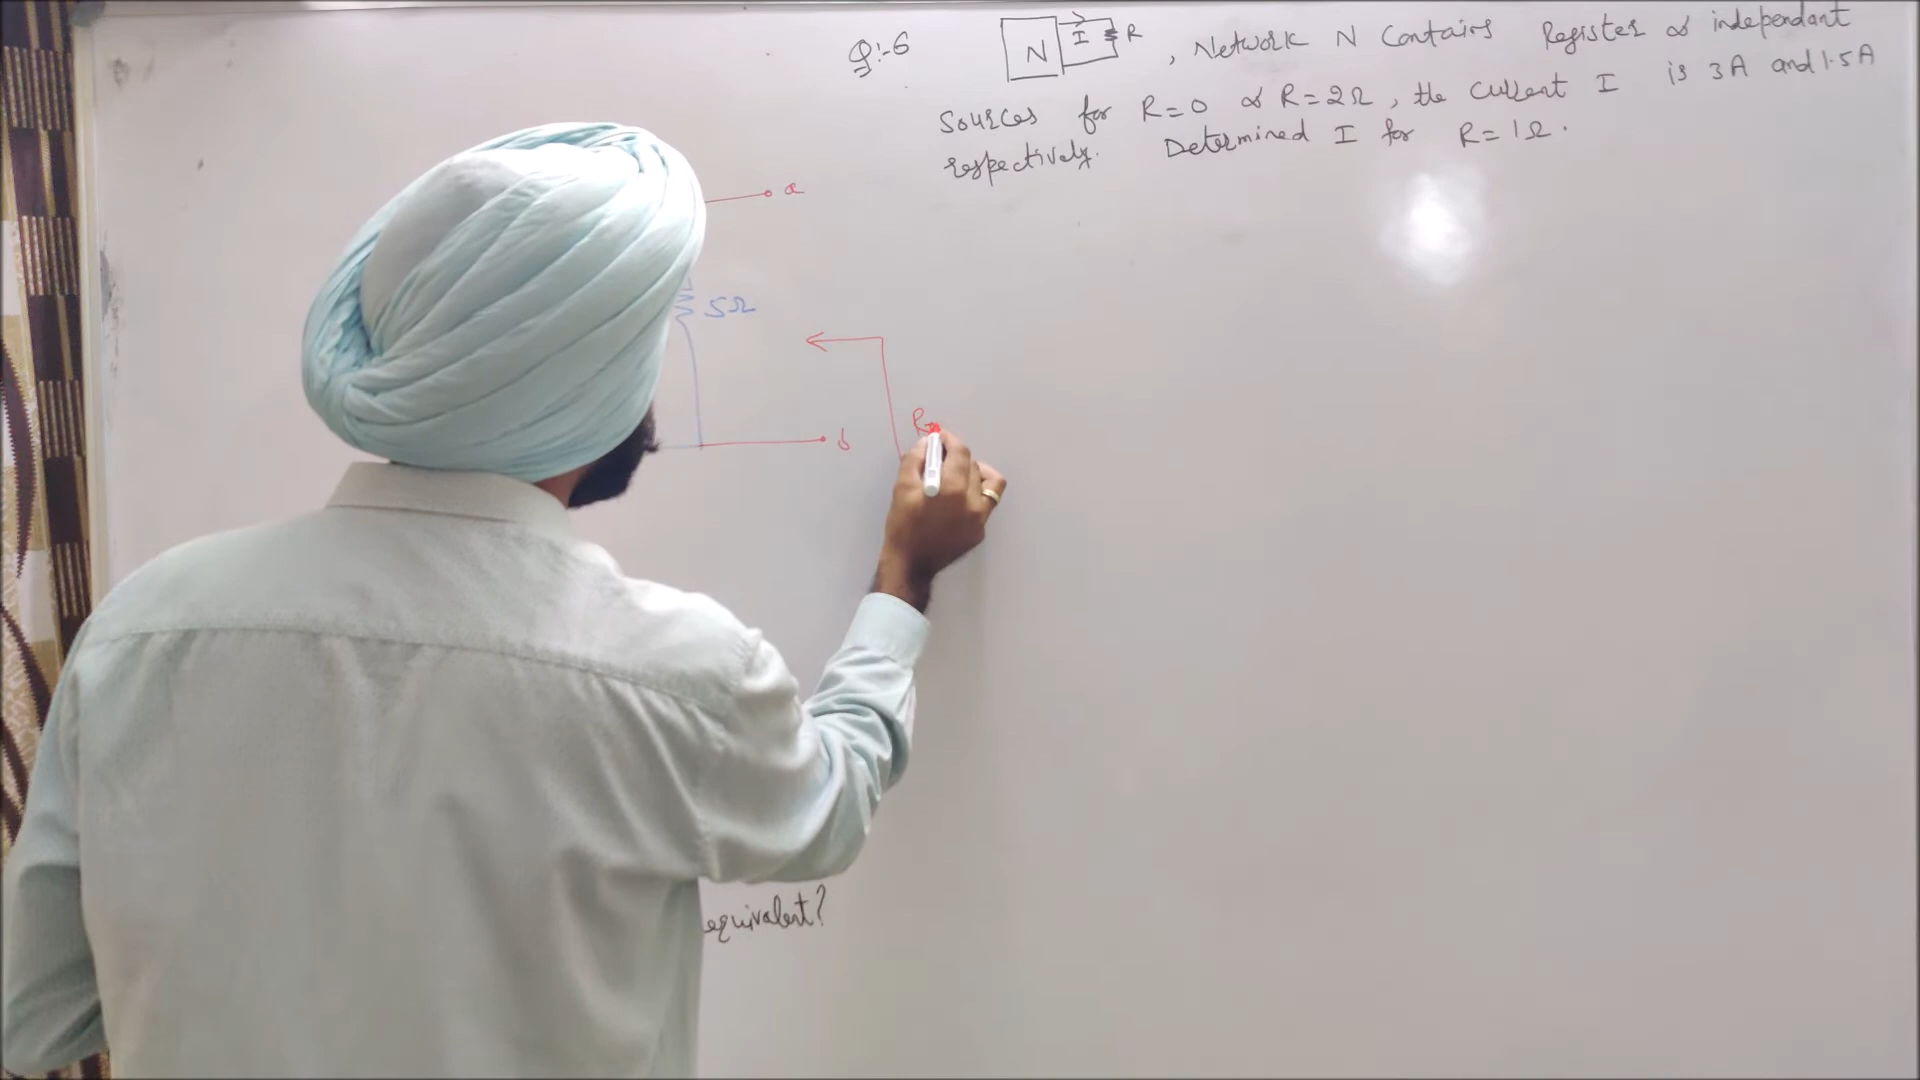 Q:-6 N I R , Network N Contains Register & independant
Sources for R=0 & R=2Ω, the current I is 3A and 1.5A
respectively. Determined I for R=1Ω.
a
5Ω
b
equivalent?